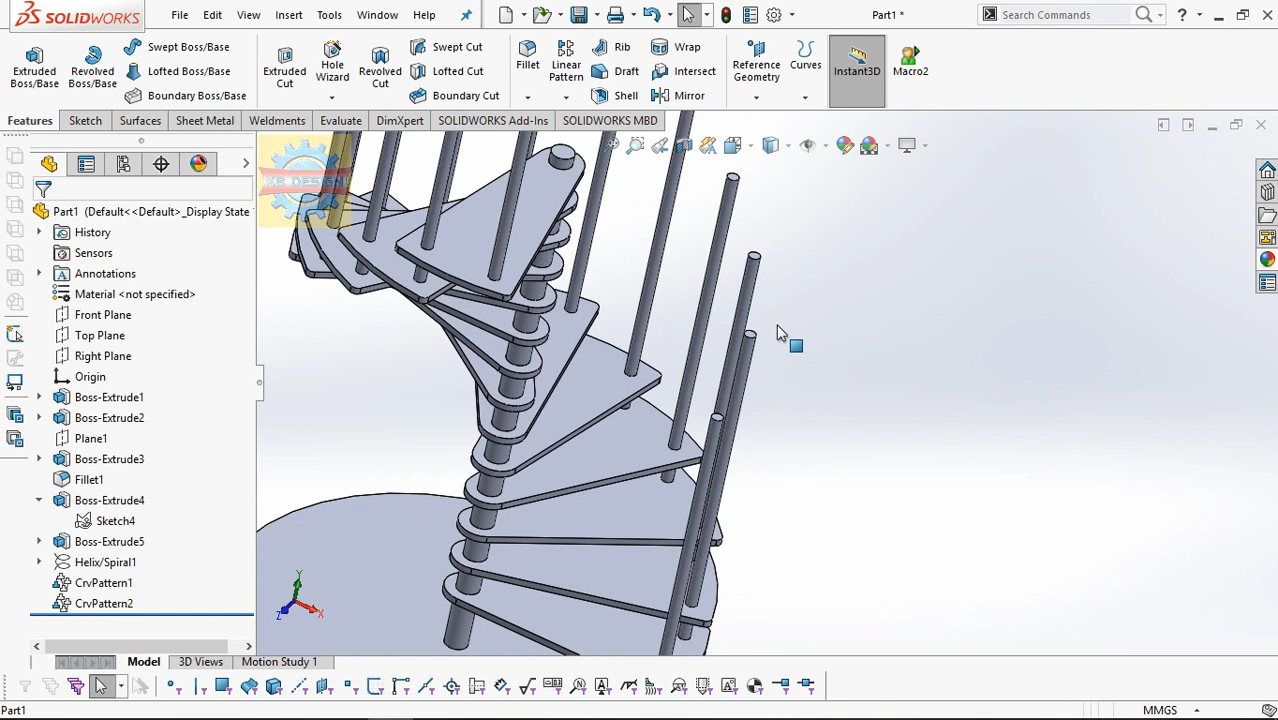 SOLIDWORKS File Edit View Insert Tools Window Help Part1 * Search Commands ?
Extruded Boss/Base
Revolved Boss/Base
Swept Boss/Base
Lofted Boss/Base
Boundary Boss/Base
Extruded Cut
Hole Wizard
Revolved Cut
Swept Cut
Lofted Cut
Boundary Cut
Fillet
Linear Pattern
Rib
Draft
Shell
Wrap
Intersect
Mirror
Reference Geometry
Curves
Instant3D
Macro2
Features Sketch Surfaces Sheet Metal Weldments Evaluate DimXpert SOLIDWORKS Add-Ins SOLIDWORKS MBD
KB DESIGN
Part1 (Default<<Default>_Display State
History
Sensors
Annotations
Material <not specified>
Front Plane
Top Plane
Right Plane
Origin
Boss-Extrude1
Boss-Extrude2
Plane1
Boss-Extrude3
Fillet1
Boss-Extrude4
Sketch4
Boss-Extrude5
Helix/Spiral1
CrvPattern1
CrvPattern2
Y
X
Z
Model 3D Views Motion Study 1
Part1 MMGS